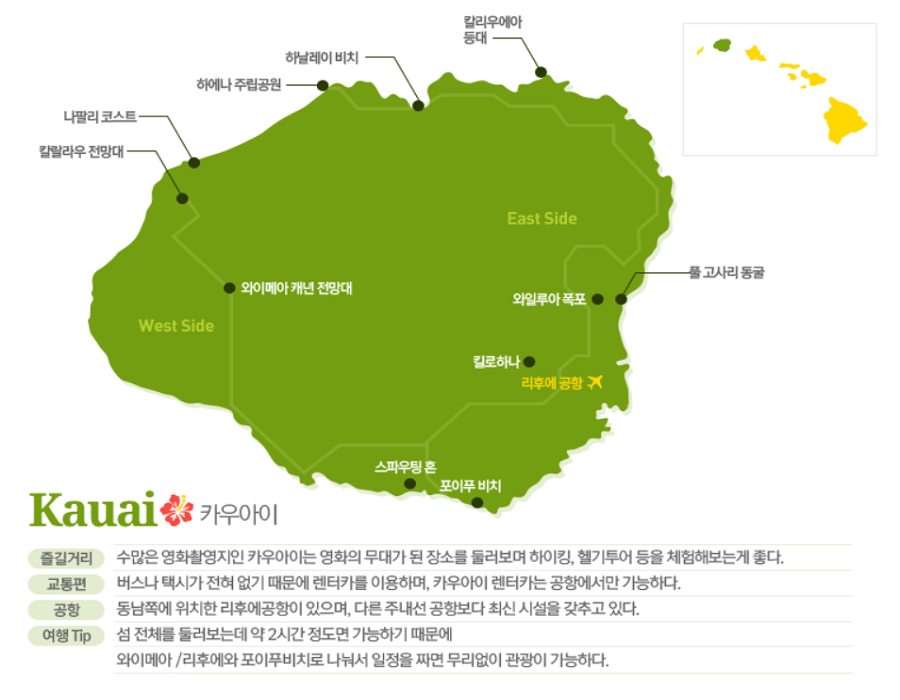 칼리우에아
등대
하날레이 비치
하에나 주립공원
나팔리 코스트
칼랄라우 전망대
East Side
풀 고사리 동굴
와이메아 캐년 전망대
와일루아 폭포
West Side
킬로하나
리후에 공항
스파우팅 혼
포이푸 비치
Kauai 카우아이
즐길거리 수많은 영화촬영지인 카우아이는 영화의 무대가 된 장소를 둘러보며 하이킹, 헬기투어 등을 체험해보는게 좋다.
교통편 버스나 택시가 전혀 없기 때문에 렌터카를 이용하며, 카우아이 렌터카는 공항에서만 가능하다.
공항 동남쪽에 위치한 리후에공항이 있으며, 다른 주내선 공항보다 최신 시설을 갖추고 있다.
여행 Tip 섬 전체를 둘러보는데 약 2시간 정도면 가능하기 때문에
와이메아 /리후에와 포이푸비치로 나눠서 일정을 짜면 무리없이 관광이 가능하다.